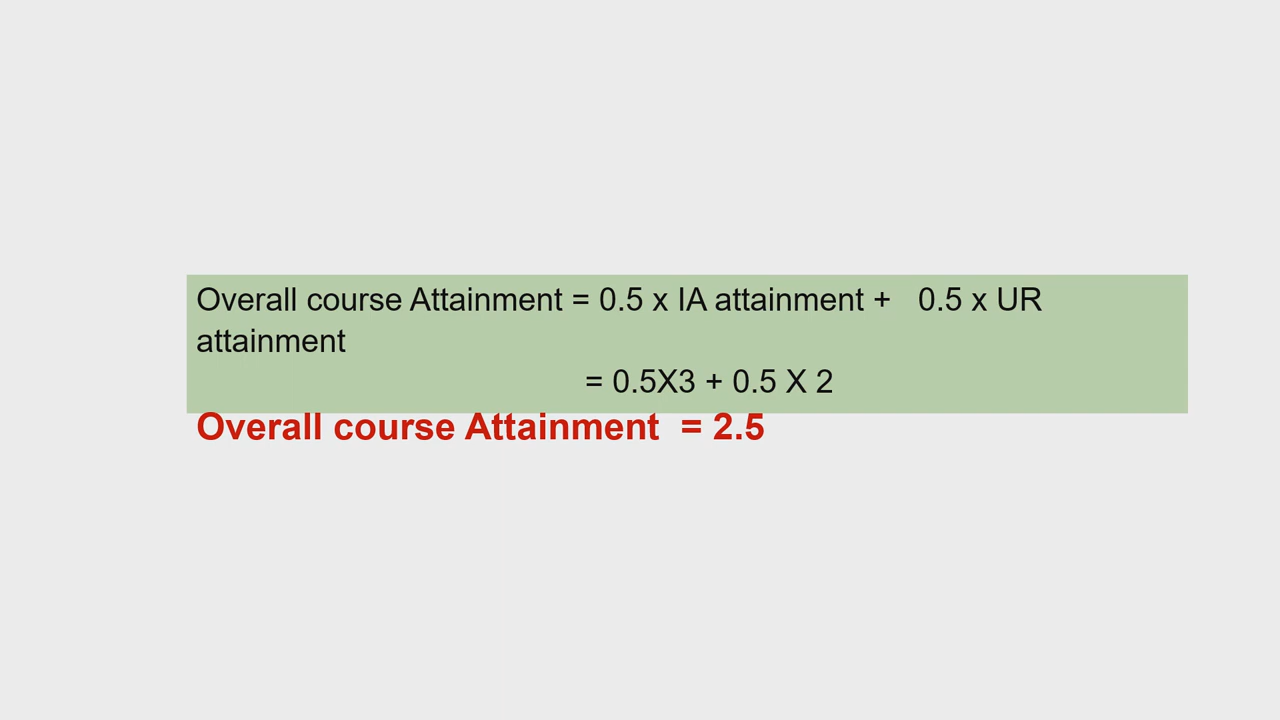 Overall course Attainment = 0.5 x IA attainment +   0.5 x UR
attainment
= 0.5X3 + 0.5 X 2
Overall course Attainment  = 2.5